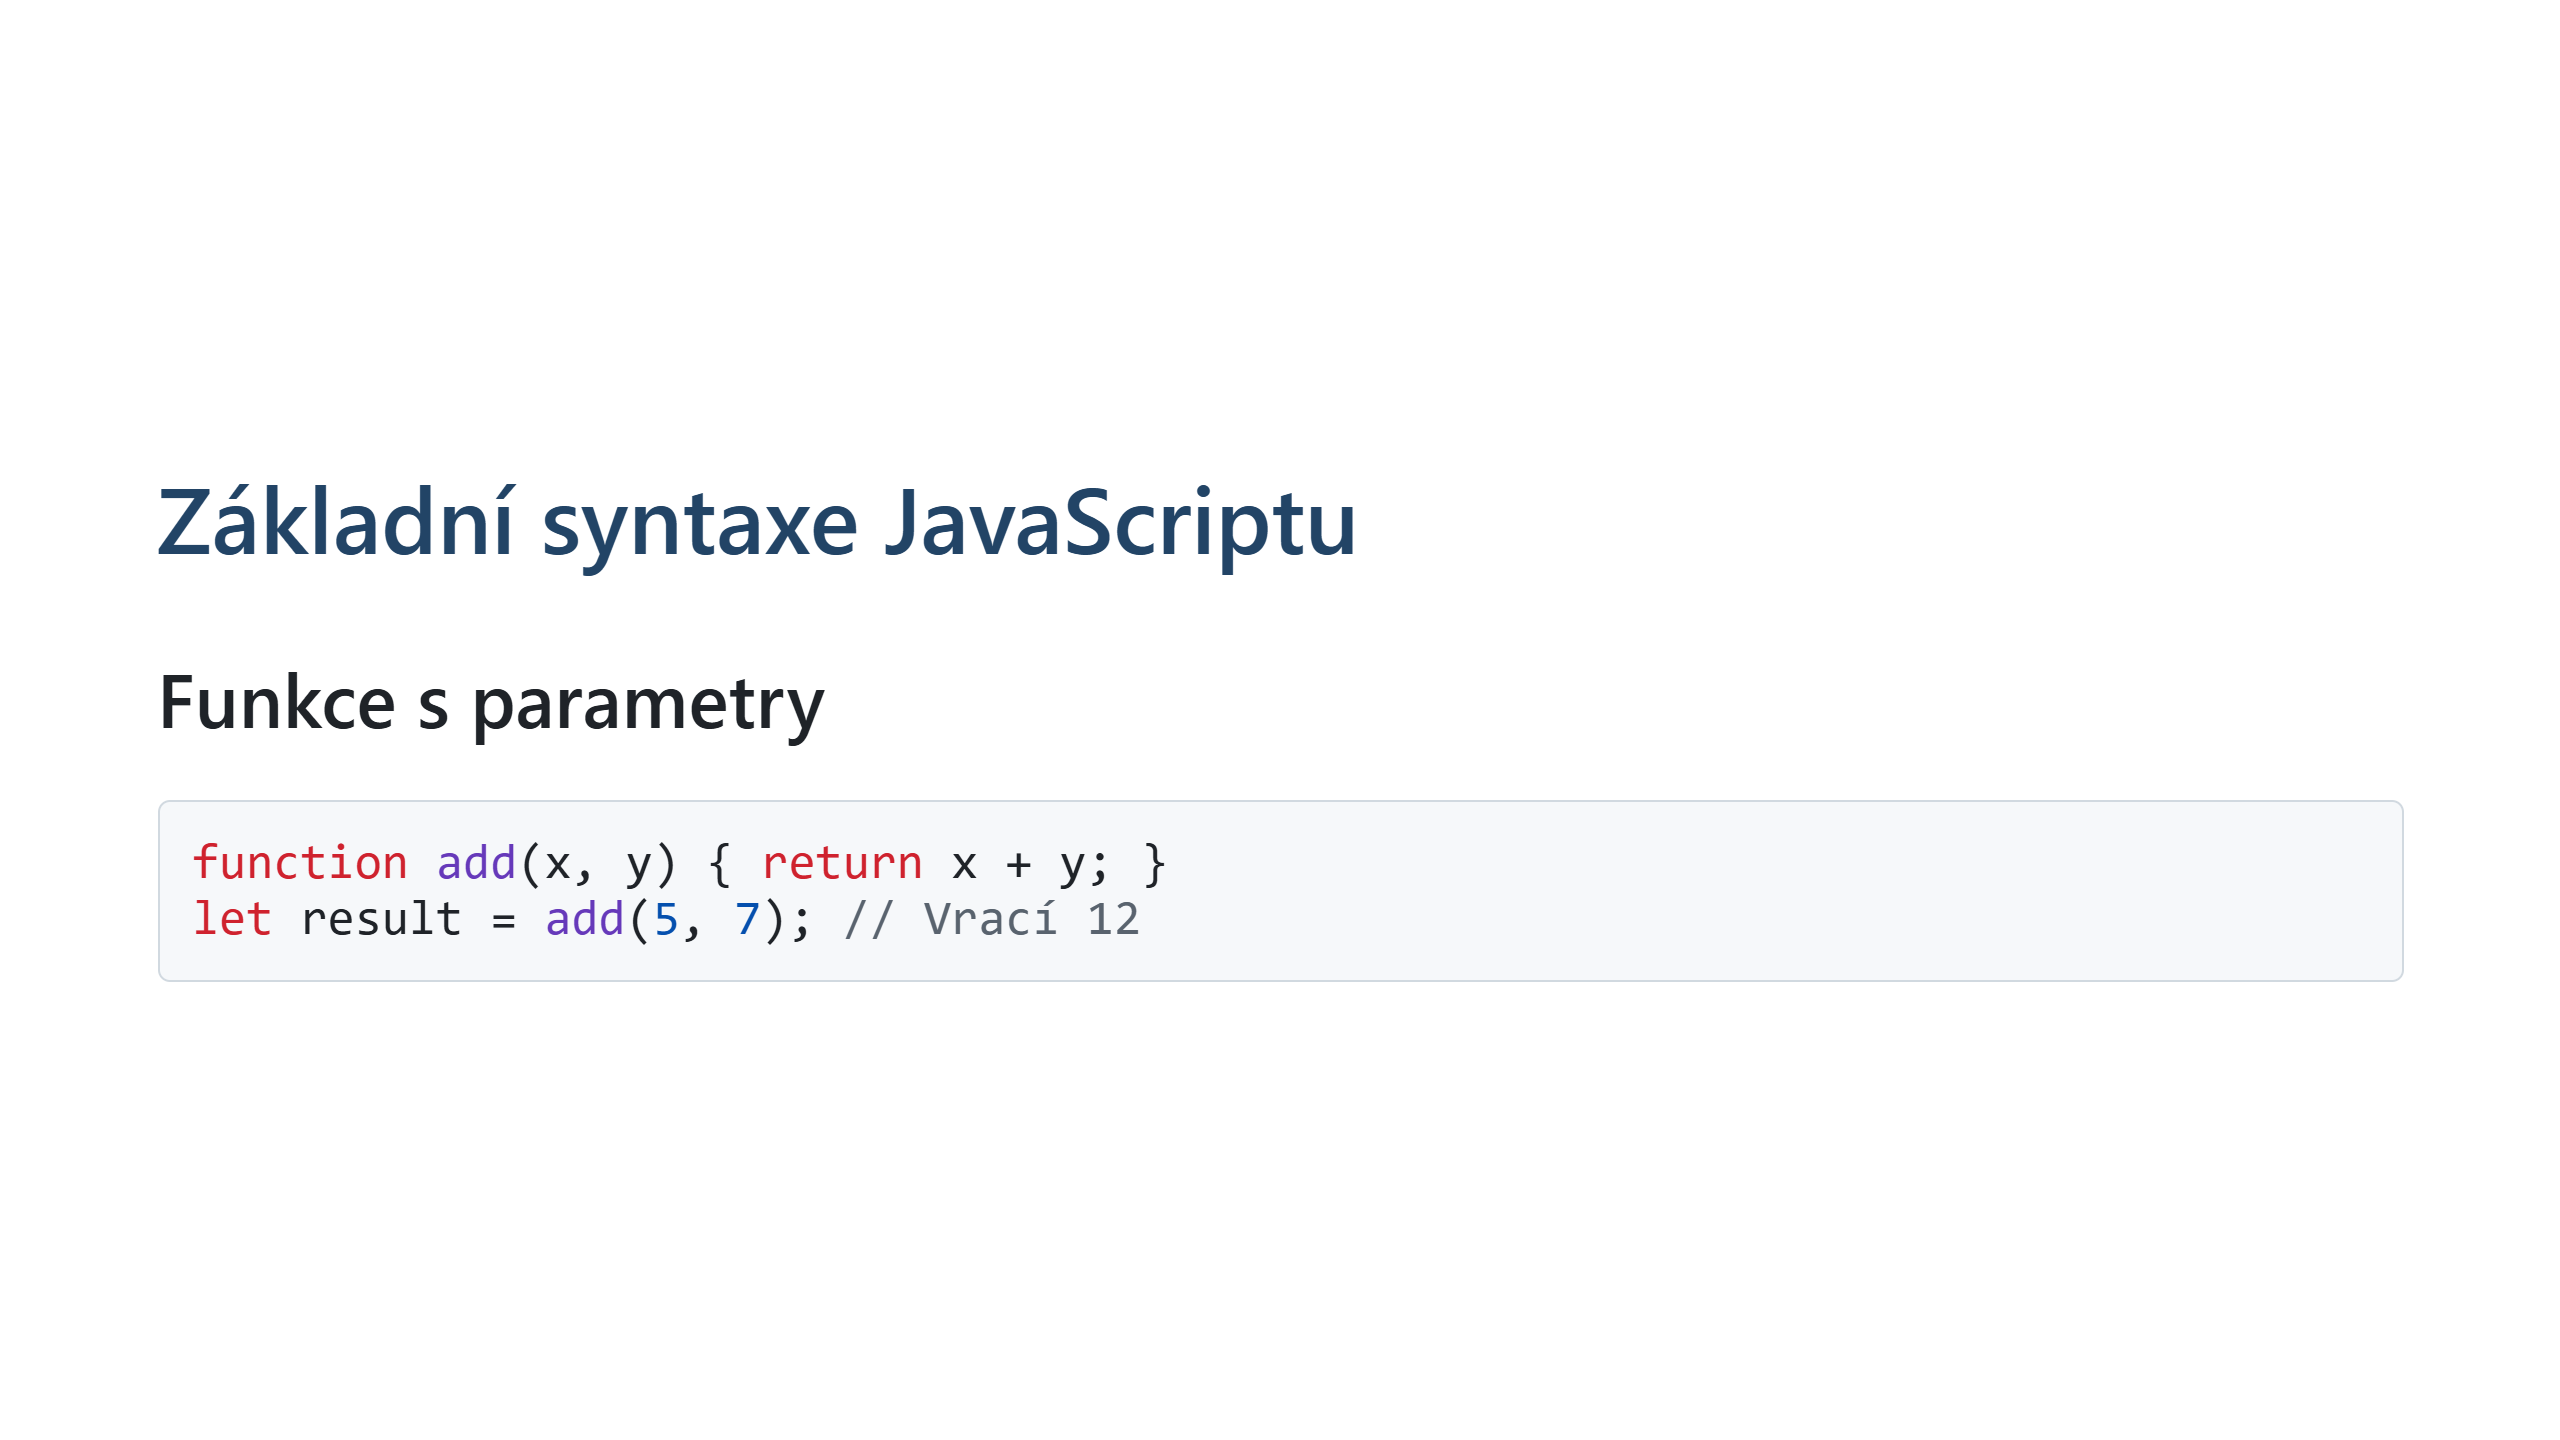 Základní syntaxe JavaScriptu
Funkce s parametry
function add(x, y) { return x + y; }
let result = add(5, 7); // Vrací 12